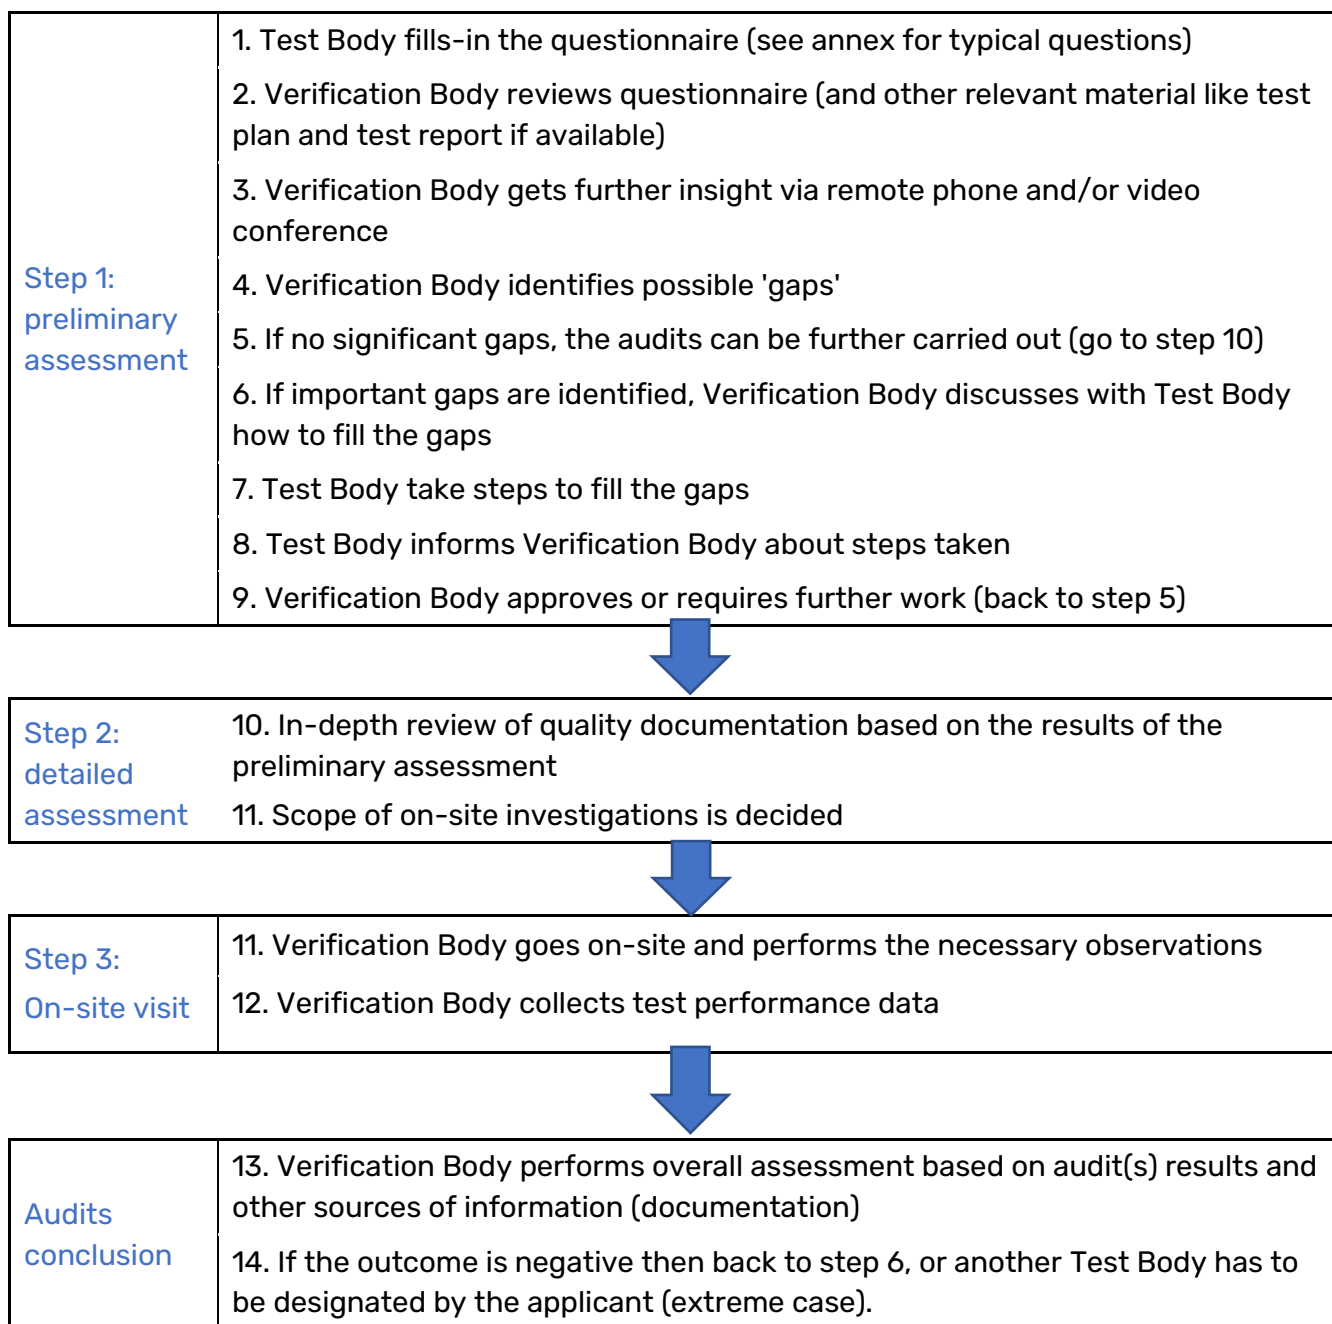 Step 1:
preliminary
assessment
1. Test Body fills-in the questionnaire (see annex for typical questions)
2. Verification Body reviews questionnaire (and other relevant material like test
plan and test report if available)
3. Verification Body gets further insight via remote phone and/or video
conference
4. Verification Body identifies possible 'gaps'
5. If no significant gaps, the audits can be further carried out (go to step 10)
6. If important gaps are identified, Verification Body discusses with Test Body
how to fill the gaps
7. Test Body take steps to fill the gaps
8. Test Body informs Verification Body about steps taken
9. Verification Body approves or requires further work (back to step 5)
Step 2:
detailed
assessment
10. In-depth review of quality documentation based on the results of the
preliminary assessment
11. Scope of on-site investigations is decided
Step 3:
On-site visit
11. Verification Body goes on-site and performs the necessary observations
12. Verification Body collects test performance data
Audits
conclusion
13. Verification Body performs overall assessment based on audit(s) results and
other sources of information (documentation)
14. If the outcome is negative then back to step 6, or another Test Body has to
be designated by the applicant (extreme case).